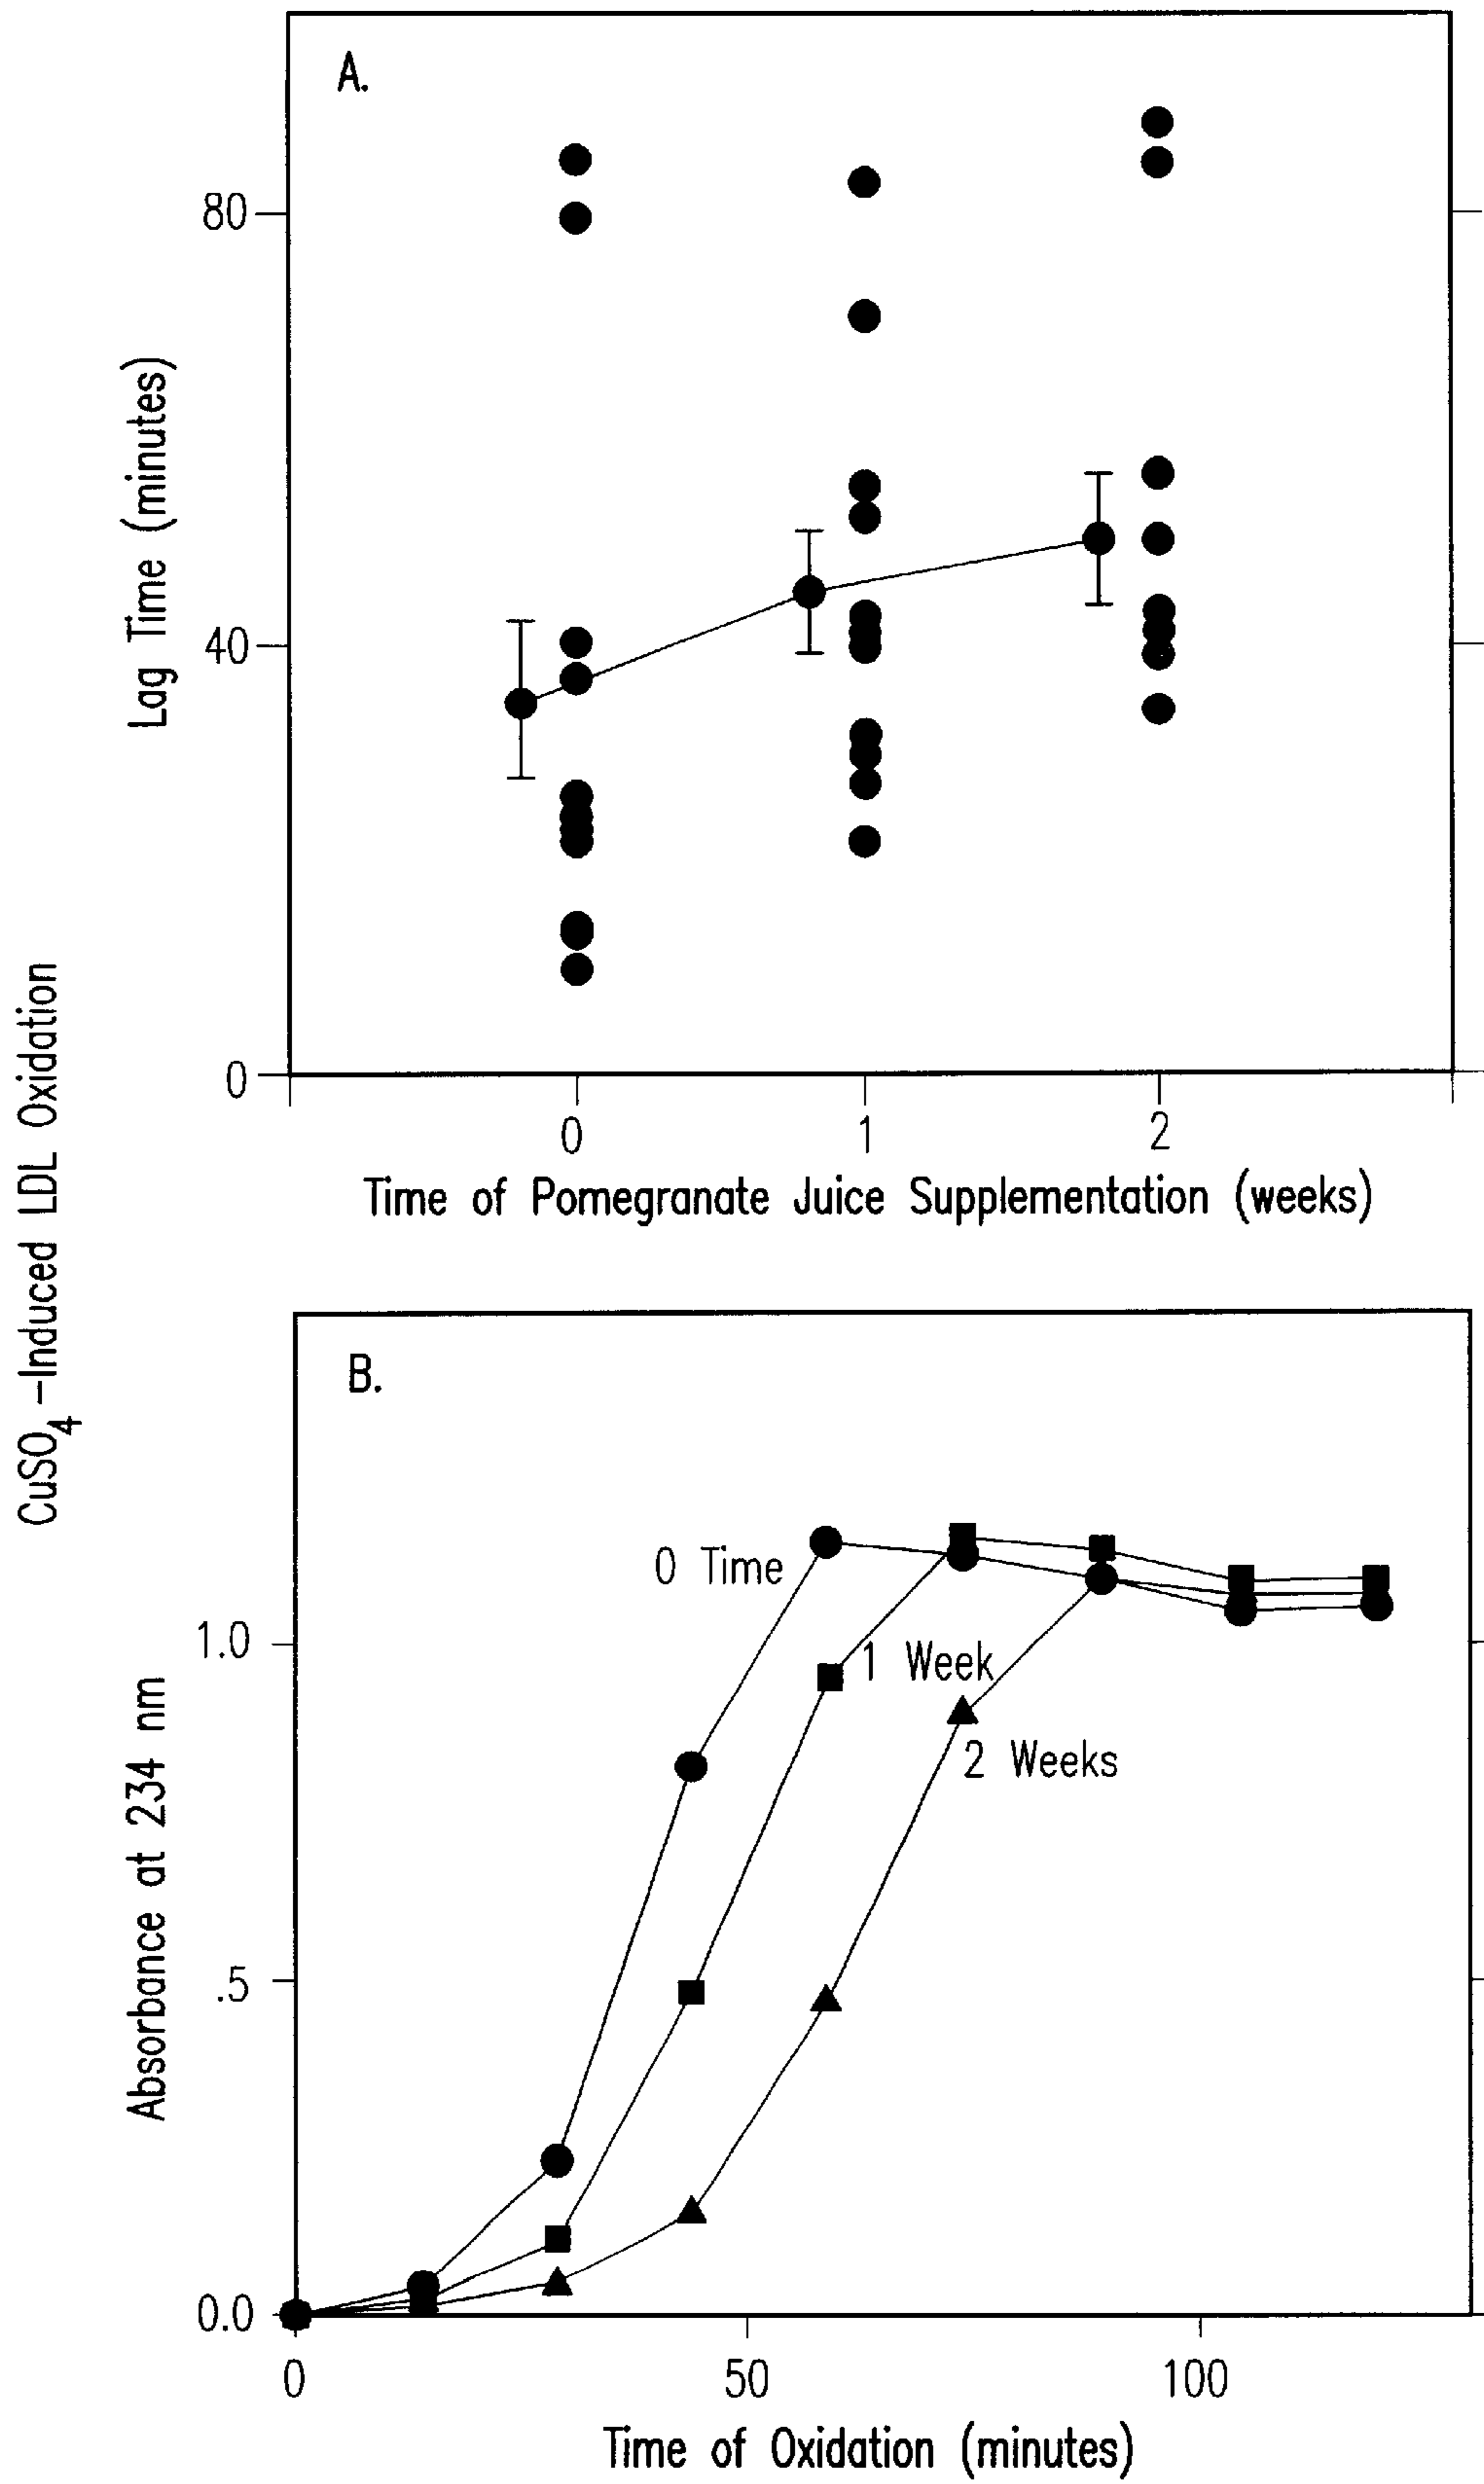 CuSO4-Induced LDL Oxidation
A.
Lag Time (minutes)
80
40
0
0 1 2
Time of Pomegranate Juice Supplementation (weeks)
B.
Absorbance at 234 nm
0 Time
1.0
1 Week
2 Weeks
.5
0.0
0 50 100
Time of Oxidation (minutes)